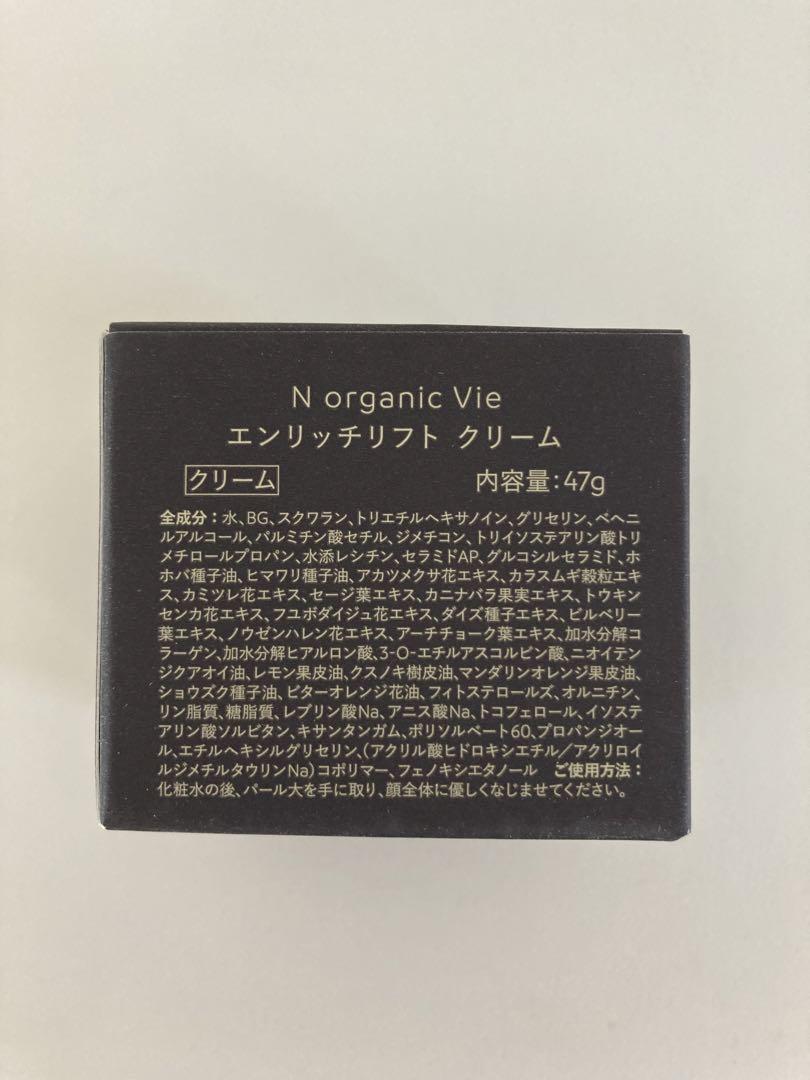 N organic Vie
エンリッチリフト クリーム
クリーム 内容量:47g
全成分:水、BG、スクワラン、トリエチルヘキサノイン、グリセリン、ベヘニ
ルアルコール、パルミチン酸セチル、ジメチコン、トリイソステアリン酸トリ
メチロールプロパン、水添レシチン、セラミドAP、グルコシルセラミド、ホ
ホバ種子油、ヒマワリ種子油、アカツメクサ花エキス、カラスムギ穀粒エキ
ス、カミツレ花エキス、セージ葉エキス、カニナバラ果実エキス、トウキン
センカ花エキス、フユボダイジュ花エキス、ダイズ種子エキス、ビルベリー
葉エキス、ノウゼンハレン花エキス、アーチチョーク葉エキス、加水分解コ
ラーゲン、加水分解ヒアルロン酸、3-O-エチルアスコルビン酸、ニオイテン
ジクアオイ油、レモン果皮油、クスノキ樹皮油、マンダリンオレンジ果皮油、
ショウズク種子油、ビターオレンジ花油、フィトステロールズ、オルニチン、
リン脂質、糖脂質、レブリン酸Na、アニス酸Na、トコフェロール、イソステ
アリン酸ソルビタン、キサンタンガム、ポリソルベート60、プロパンジオー
ル、エチルヘキシルグリセリン、(アクリル酸ヒドロキシエチル/アクリロイ
ルジメチルタウリンNa)コポリマー、フェノキシエタノール ご使用方法:
化粧水の後、パール大を手に取り、顔全体に優しくなじませてください。